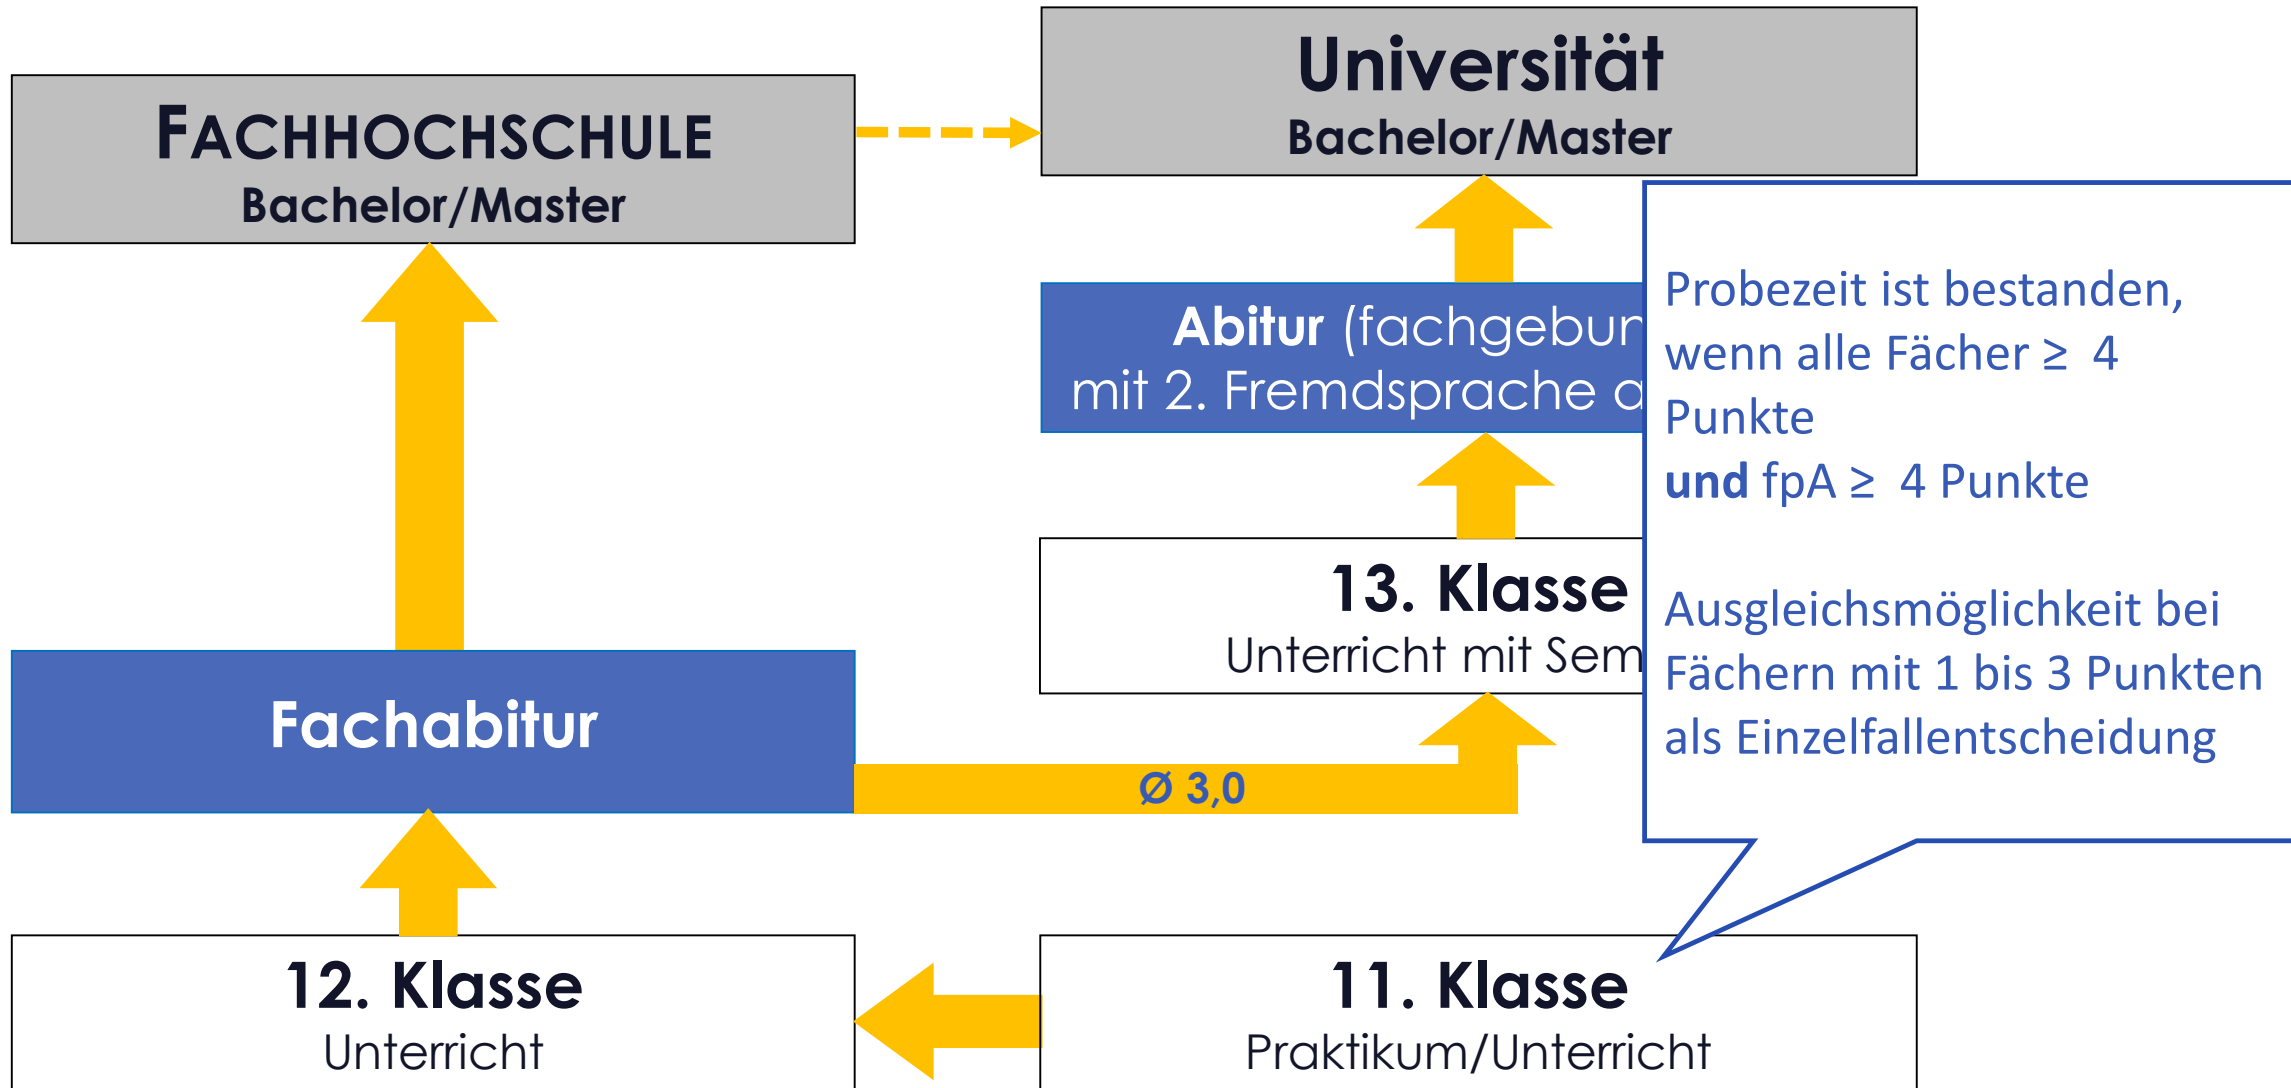 FACHHOCHSCHULE
Bachelor/Master
Universität
Bachelor/Master
Abitur (fachgebun
mit 2. Fremdsprache
13. Klasse
Unterricht mit Sem
Probezeit ist bestanden,
wenn alle Fächer ≥ 4
Punkte
und fpA ≥ 4 Punkte
Ausgleichsmöglichkeit bei
Fächern mit 1 bis 3 Punkten
als Einzelfallentscheidung
Fachabitur
Ø 3,0
12. Klasse
Unterricht
11. Klasse
Praktikum/Unterricht